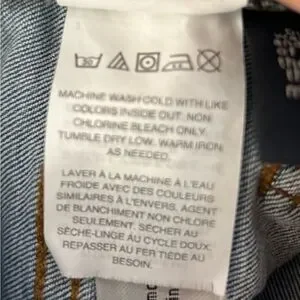 MACHINE WASH COLD WITH LIKE
COLORS INSIDE OUT. NON
CHLORINE BLEACH ONLY.
TUMBLE DRY LOW. WARM IRON
AS NEEDED.
LAVER À LA MACHINE À L'EAU
FROIDE AVEC DES COULEURS
SIMILAIRES À L'ENVERS. AGENT
DE BLANCHIMENT NON CHLORE
SEULEMENT. SÉCHER AU
SÈCHE-LINGE AU CYCLE DOUX.
REPASSER AU FER TIÈDE AU
BESOIN.